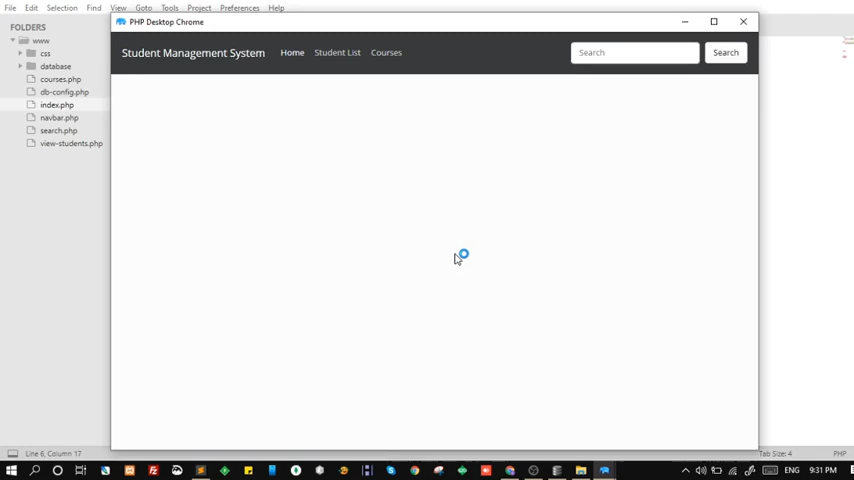 File Edit Selection Find View Goto Tools Project Preferences Help
PHP Desktop Chrome
FOLDERS
www
css
database
courses.php
db-config.php
index.php
navbar.php
search.php
view-students.php
Student Management System Home Student List Courses Search Search
Line 6, Column 17 Tab Size: 4 PHP
ENG 9:31 PM